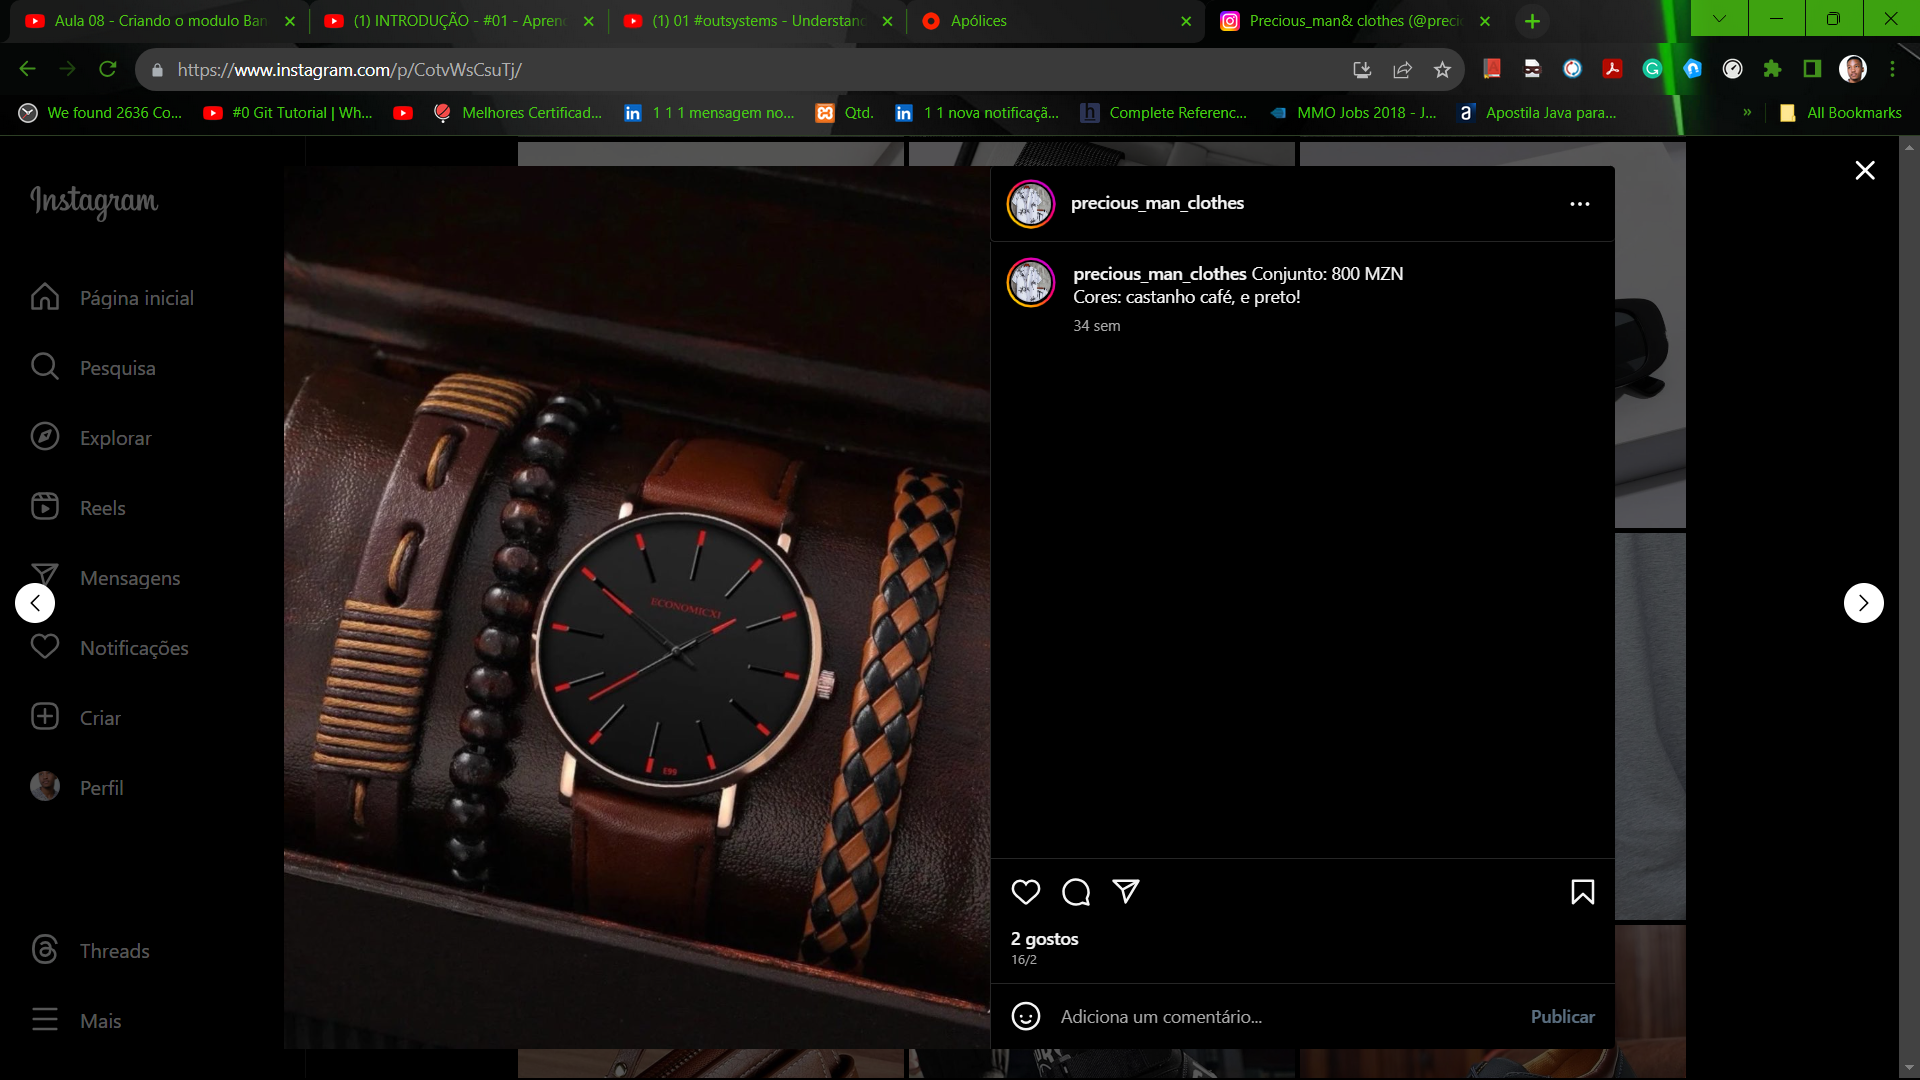 Aula 08 - Criando o modulo Ban
(1) INTRODUÇÃO - #01 - Apren
(1) 01 #outsystems - Understand
Apólices
Precious_man& clothes (@preci
https://www.instagram.com/p/CotvWsCsuTj/
We found 2636 Co...
#0 Git Tutorial | Wh...
Melhores Certificad...
1 1 1 mensagem no...
Qtd.
1 1 nova notificaçã...
Complete Referenc...
MMO Jobs 2018 - J...
Apostila Java para...
»
All Bookmarks
Instagram
Página inicial
Pesquisa
Explorar
Reels
Mensagens
Notificações
Criar
Perfil
Threads
Mais
ECONOMICXI
E99
precious_man_clothes
precious_man_clothes Conjunto: 800 MZN
Cores: castanho café, e preto!
34 sem
2 gostos
16/2
Adiciona um comentário...
Publicar